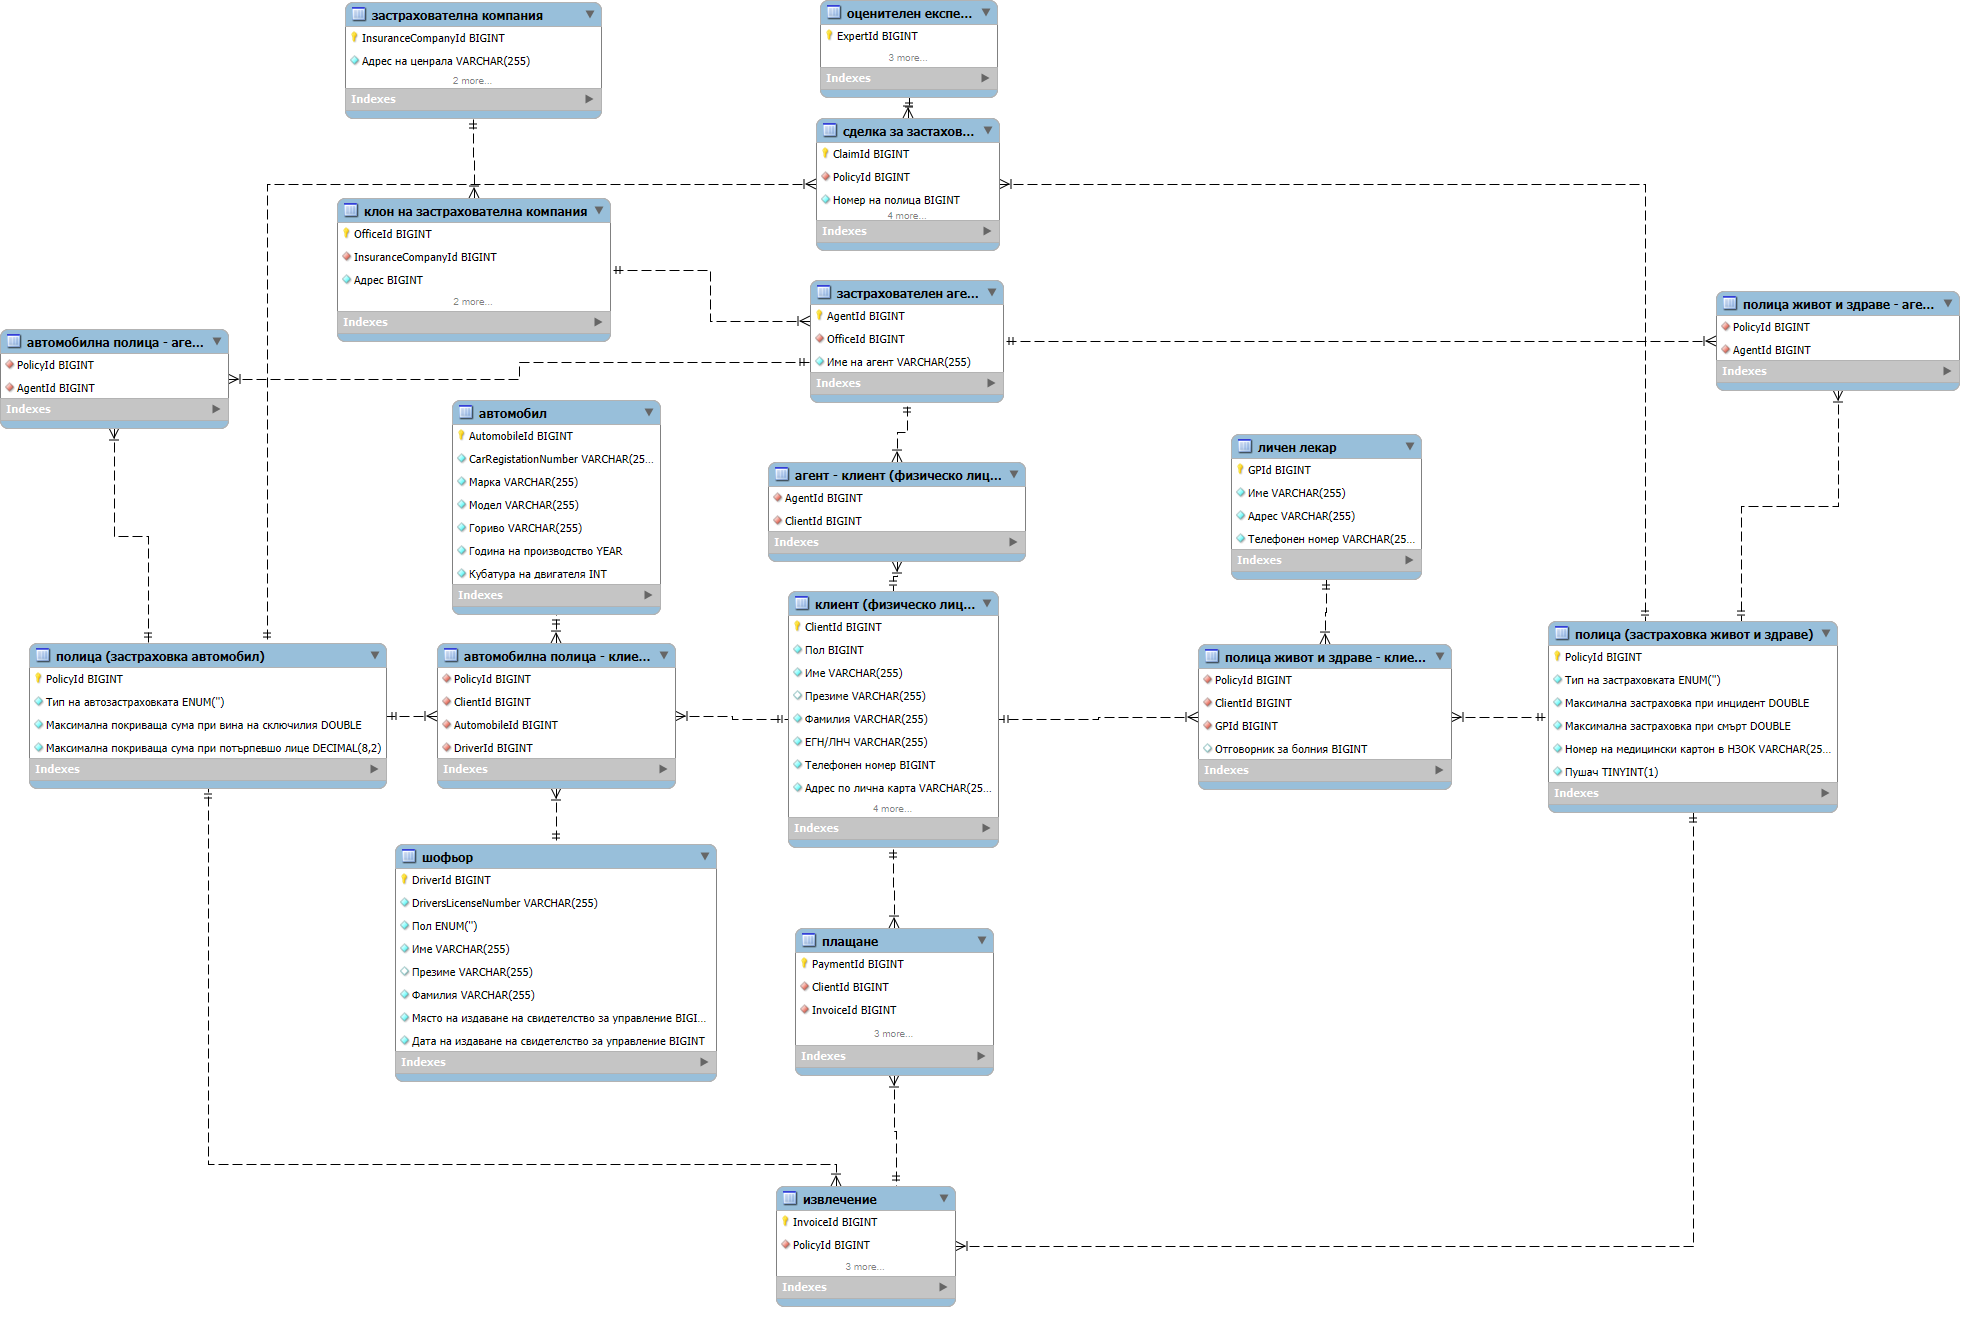 застрахователна компания
InsuranceCompanyId BIGINT
Адрес на ценрала VARCHAR(255)
2 more...
Indexes
оценителен експе...
ExpertId BIGINT
3 more...
Indexes
сделка за застахов...
ClaimId BIGINT
PolicyId BIGINT
Номер на полица BIGINT
4 more...
Indexes
клон на застрахователна компания
OfficeId BIGINT
InsuranceCompanyId BIGINT
Адрес BIGINT
2 more...
Indexes
застрахователен аге...
AgentId BIGINT
OfficeId BIGINT
Име на агент VARCHAR(255)
Indexes
полица живот и здраве - аге...
PolicyId BIGINT
AgentId BIGINT
Indexes
автомобилна полица - аге...
PolicyId BIGINT
AgentId BIGINT
Indexes
автомобил
AutomobileId BIGINT
CarRegistationNumber VARCHAR(25...
Марка VARCHAR(255)
Модел VARCHAR(255)
Гориво VARCHAR(255)
Година на производство YEAR
Кубатура на двигателя INT
Indexes
агент - клиент (физическо лиц...
AgentId BIGINT
ClientId BIGINT
Indexes
личен лекар
GPId BIGINT
Име VARCHAR(255)
Адрес VARCHAR(255)
Телефонен номер VARCHAR(25...
Indexes
клиент (физическо лиц...
ClientId BIGINT
Пол BIGINT
Име VARCHAR(255)
Презиме VARCHAR(255)
Фамилия VARCHAR(255)
ЕГН/ЛНЧ VARCHAR(255)
Телефонен номер BIGINT
Адрес по лична карта VARCHAR(25...
4 more...
Indexes
полица (застраховка автомобил)
PolicyId BIGINT
Тип на автозастраховката ENUM('')
Максимална покриваща сума при вина на сключилия DOUBLE
Максимална покриваща сума при потърпевшо лице DECIMAL(8,2)
Indexes
автомобилна полица - клие...
PolicyId BIGINT
ClientId BIGINT
AutomobileId BIGINT
DriverId BIGINT
Indexes
полица живот и здраве - клие...
PolicyId BIGINT
ClientId BIGINT
GPId BIGINT
Отговорник за болния BIGINT
Indexes
полица (застраховка живот и здраве)
PolicyId BIGINT
Тип на застраховката ENUM('')
Максимална застраховка при инцидент DOUBLE
Максимална застраховка при смърт DOUBLE
Номер на медицински картон в НЗОК VARCHAR(25...
Пушач TINYINT(1)
Indexes
шофьор
DriverId BIGINT
DriversLicenseNumber VARCHAR(255)
Пол ENUM('')
Име VARCHAR(255)
Презиме VARCHAR(255)
Фамилия VARCHAR(255)
Място на издаване на свидетелство за управление BIGI...
Дата на издаване на свидетелство за управление BIGINT
Indexes
плащане
PaymentId BIGINT
ClientId BIGINT
InvoiceId BIGINT
3 more...
Indexes
извлечение
InvoiceId BIGINT
PolicyId BIGINT
3 more...
Indexes